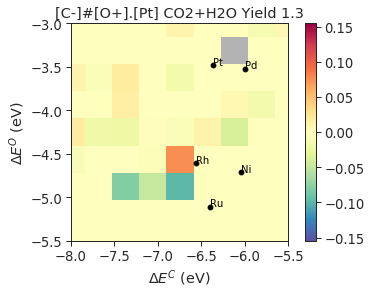 [C-]#[O+].[Pt] CO2+H2O Yield 1.3
−3.0
−3.5
−4.0
−4.5
−5.0
−5.5
ΔE^O (eV)
Pt
Pd
Rh
Ni
Ru
−8.0 −7.5 −7.0 −6.5 −6.0 −5.5
ΔE^C (eV)
0.15
0.10
0.05
0.00
−0.05
−0.10
−0.15